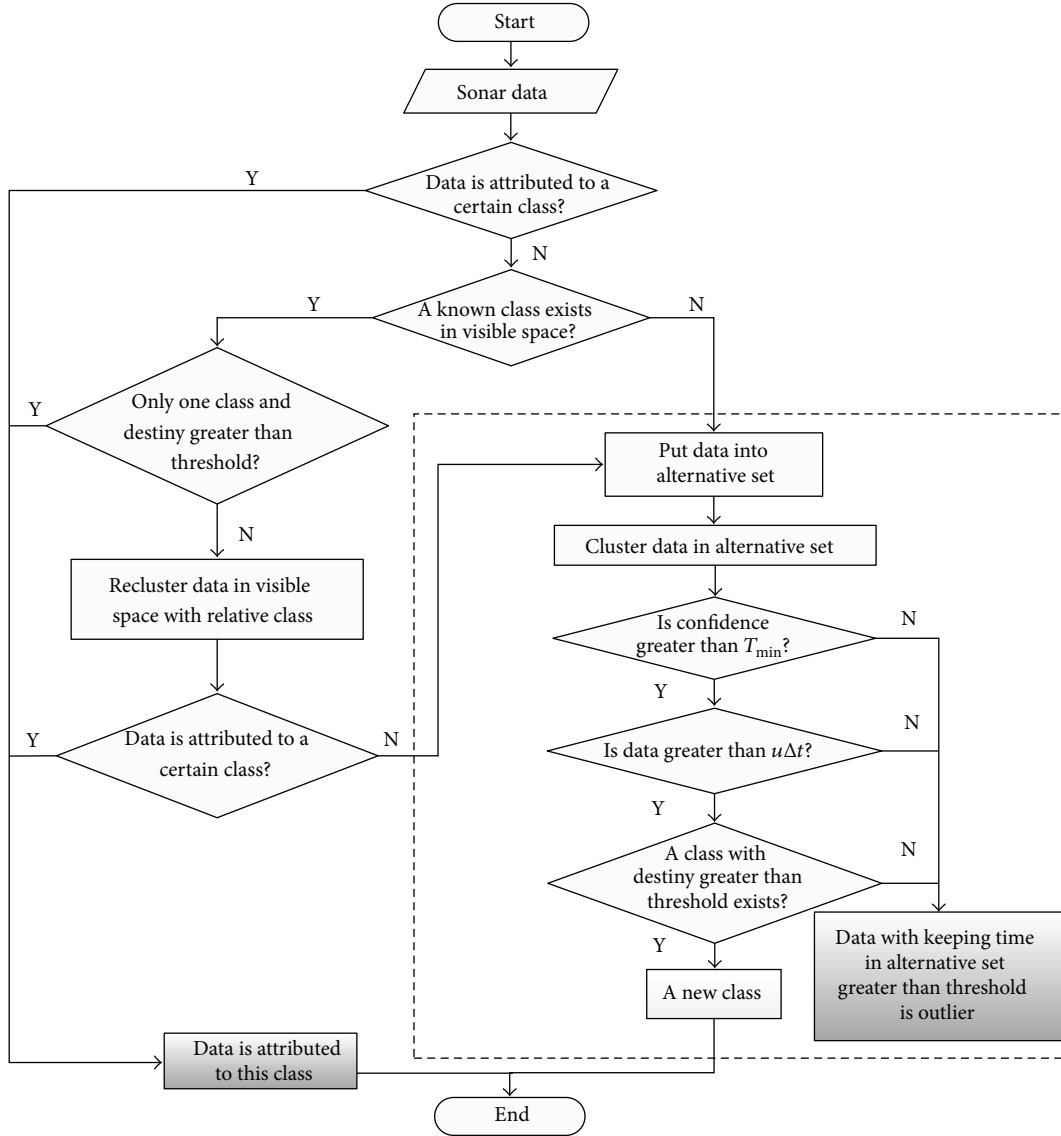 Start
Sonar data
Data is attributed to a
certain class?
Y
N
A known class exists
in visible space?
Y
N
Only one class and
destiny greater than
threshold?
Y
N
Recluster data in visible
space with relative class
Data is attributed to a
certain class?
Y
N
Put data into
alternative set
Cluster data in alternative set
Is confidence
greater than Tmin?
N
Y
Is data greater than uΔt?
N
Y
A class with
destiny greater than
threshold exists?
N
Y
A new class
Data with keeping time
in alternative set
greater than threshold
is outlier
Data is attributed
to this class
End